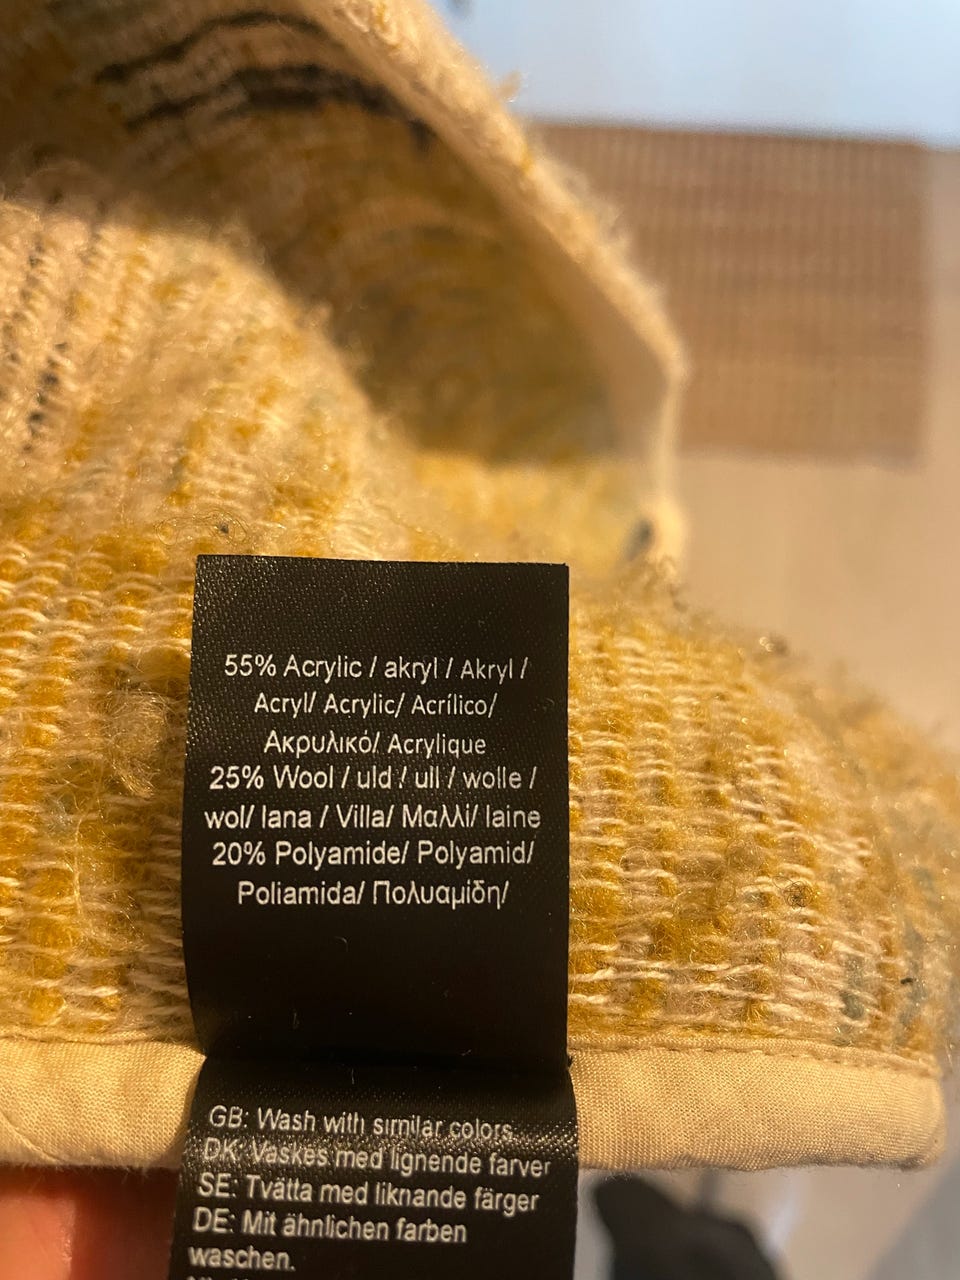 55% Acrylic / akryl / Akryl /
Acryl/ Acrylic/ Acrílico/
Ακρυλικό/ Acrylique
25% Wool / uld / ull / wolle /
wol/ lana / Villa/ Μαλλί/ laine
20% Polyamide/ Polyamid/
Poliamida/ Πολυαμίδη/
GB: Wash with similar colors
DK: Vaskes med lignende farver
SE: Tvätta med liknande färger
DE: Mit ähnlichen farben
waschen.